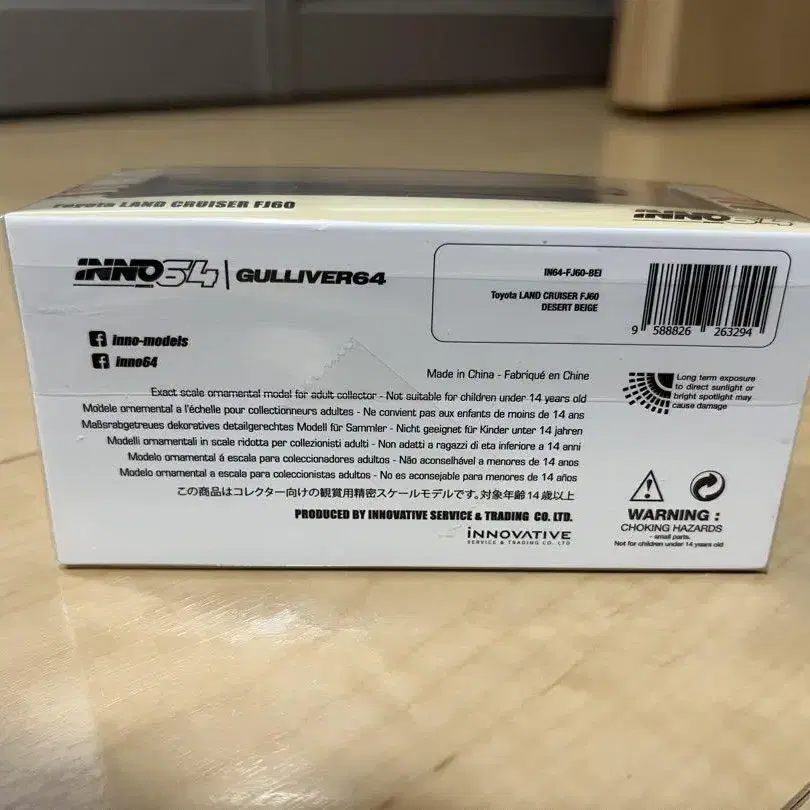 Toyota LAND CRUISER FJ60
INNO64
INNO64 | GULLIVER64
inno-models
inno64
IN64-FJ60-BEI
Toyota LAND CRUISER FJ60
DESERT BEIGE
9 588826 263294
Made in China - Fabriqué en Chine
Exact scale ornamental modal for adult collector - Not suitable for children under 14 years old
Modele ornemental a l'échelle pour collectionneurs adultes - Ne convient pas aux enfants de moins de 14 ans
Maßsrabgetreues dekoratives detailgerechtes Modell für Sammler - Nicht geeignet für Kinder unter 14 jahren
Modelli ornamentali in scale ridotta per collezionisti adulti - Non adatti a ragazzi di eta inferiore a 14 anni
Modelo ornamental á escala para coleccionadores adultos - Não aconselhável a menores de 14 anos
Modelo ornamental a escala para coleccionistas adultos - No es aconsejable a menores de 14 años
この商品はコレクター向けの観賞用精密スケールモデルです。対象年齢14歳以上
PRODUCED BY INNOVATIVE SERVICE & TRADING CO. LTD.
INNOVATIVE
SERVICE & TRADING CO. LTD
Long term exposure
to direct sunlight or
bright spotlight may
cause damage
WARNING :
CHOKING HAZARDS
- small parts.
Not for children under 14 years old